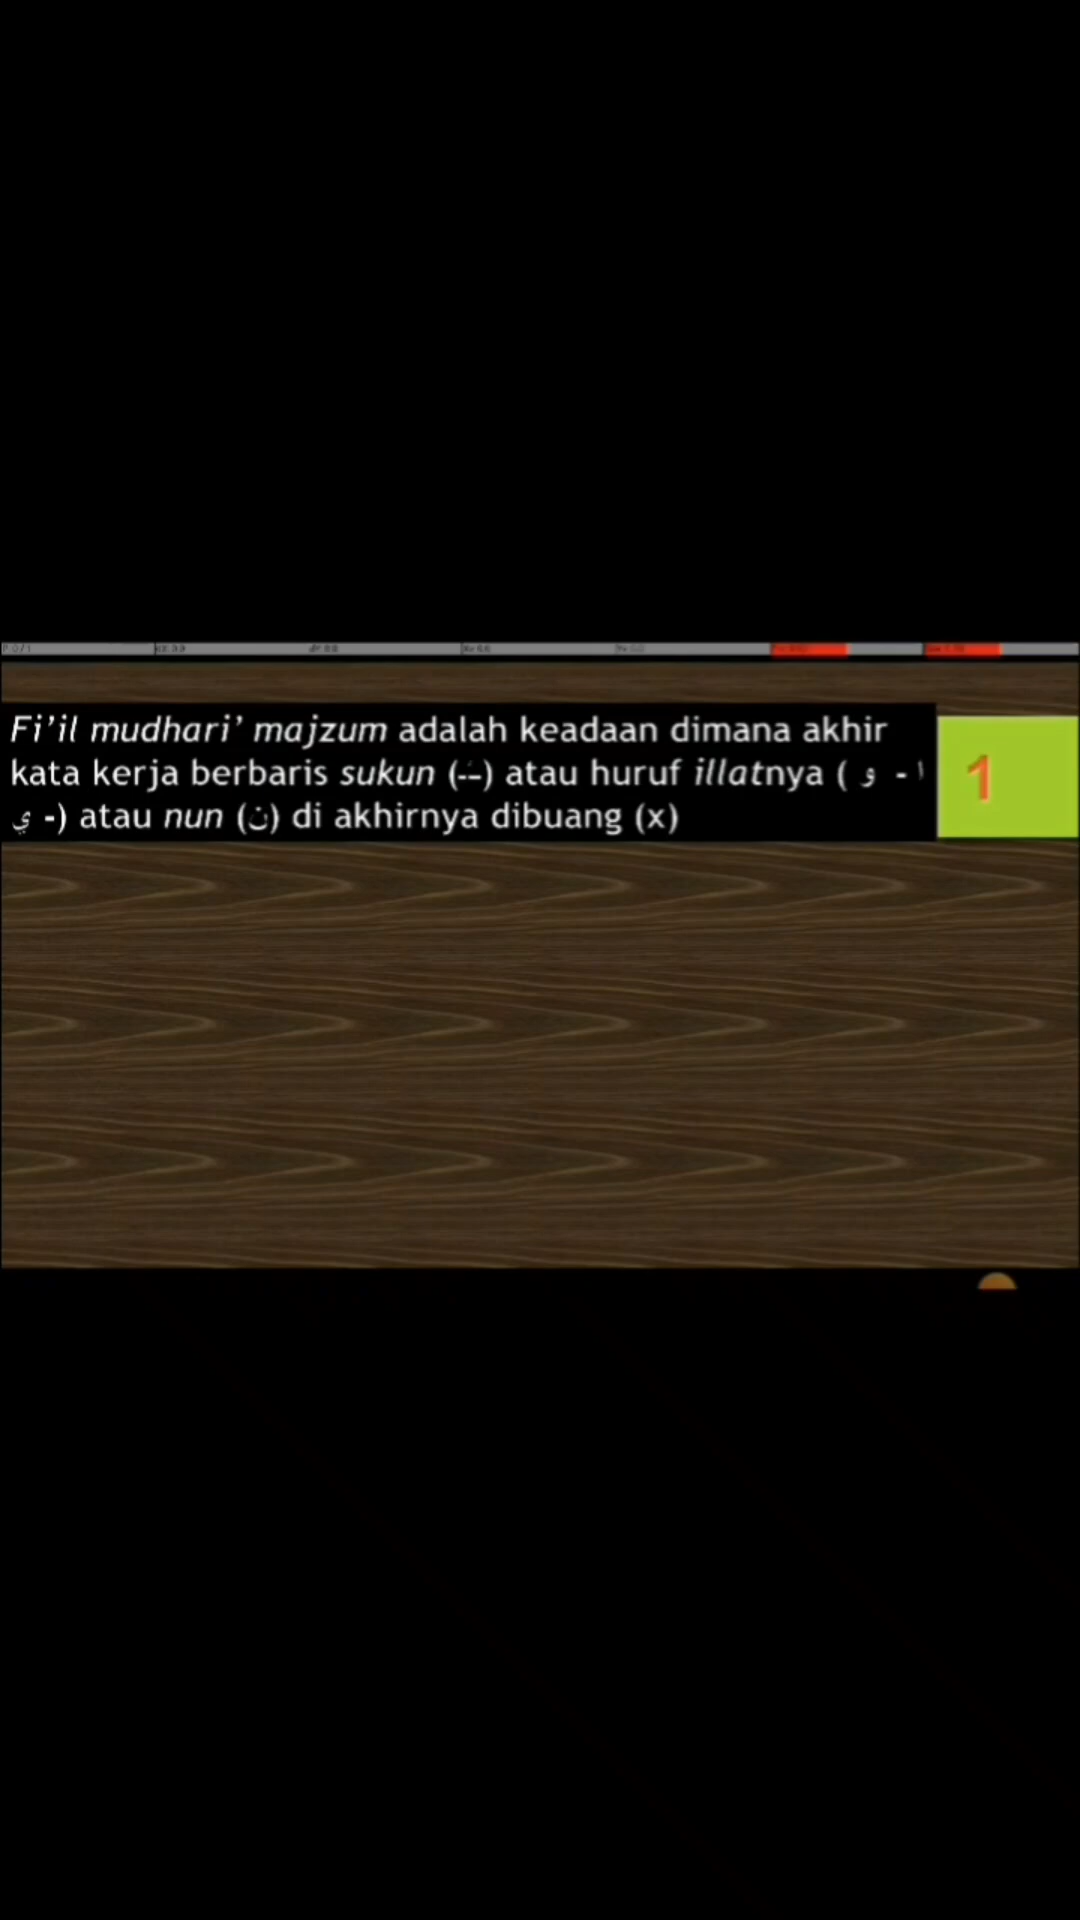 Fi’il mudhari’ majzum adalah keadaan dimana akhir
kata kerja berbaris sukun (-ْ-) atau huruf illatnya ( و - ا
ي -) atau nun (ن) di akhirnya dibuang (x)
1